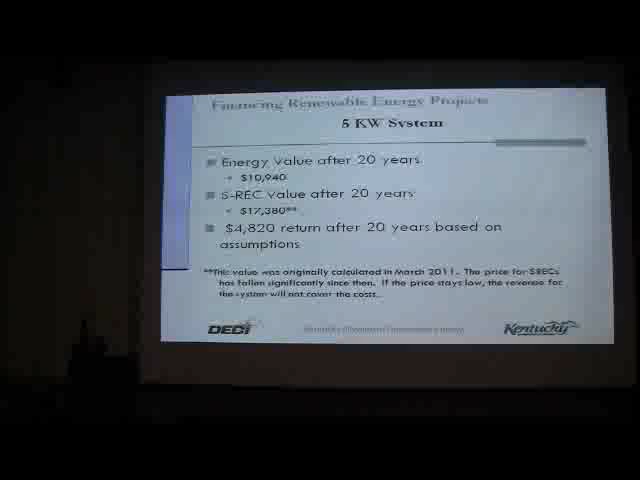 Financing Renewable Energy Projects
5 KW System
Energy Value after 20 years
$10,940
S-REC value after 20 years
$17,380**
$4,820 return after 20 years based on
assumptions
**This value was originally calculated in March 2011. The price for SRECs
has fallen significantly since then. If the price stays low, the revenue for
the system will not cover the costs.
DEDI
Kentucky